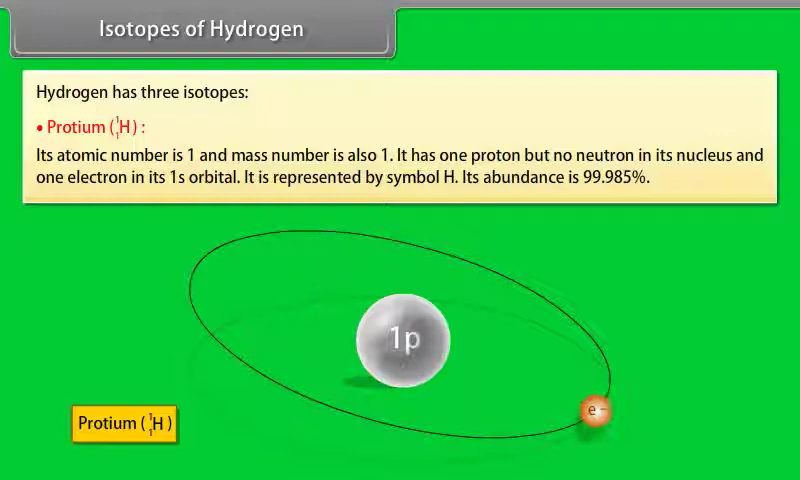 Isotopes of Hydrogen
Hydrogen has three isotopes:
• Protium (¹₁H) :
Its atomic number is 1 and mass number is also 1. It has one proton but no neutron in its nucleus and
one electron in its 1s orbital. It is represented by symbol H. Its abundance is 99.985%.
1p
e −
Protium (¹₁H)